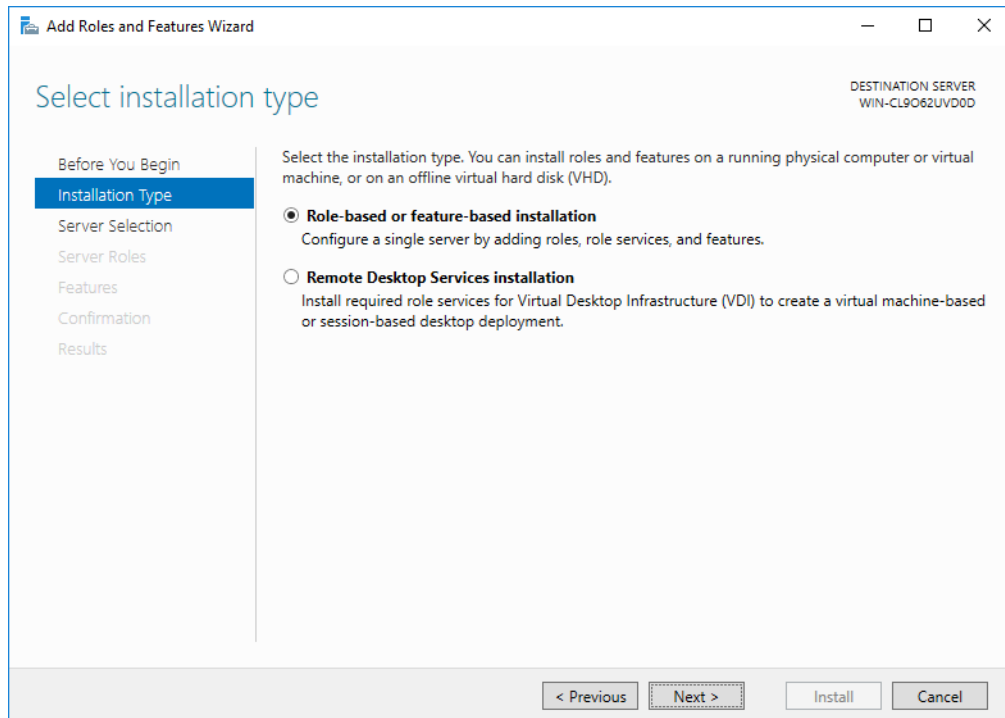 Add Roles and Features Wizard
Select installation type
DESTINATION SERVER
WIN-CL9O62UVD0D
Before You Begin
Installation Type
Server Selection
Server Roles
Features
Confirmation
Results
Select the installation type. You can install roles and features on a running physical computer or virtual
machine, or on an offline virtual hard disk (VHD).
Role-based or feature-based installation
Configure a single server by adding roles, role services, and features.
Remote Desktop Services installation
Install required role services for Virtual Desktop Infrastructure (VDI) to create a virtual machine-based
or session-based desktop deployment.
< Previous Next > Install Cancel